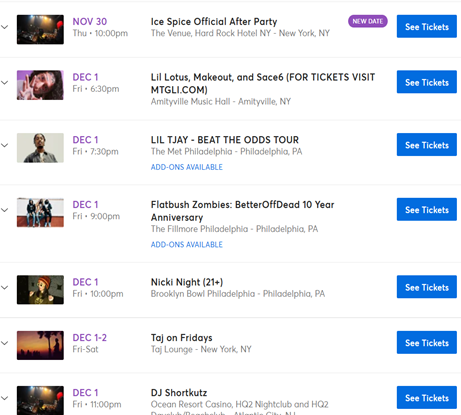 NOV 30
Thu • 10:00pm
Ice Spice Official After Party
The Venue, Hard Rock Hotel NY - New York, NY
NEW DATE
See Tickets
DEC 1
Fri • 6:30pm
Lil Lotus, Makeout, and Sace6 (FOR TICKETS VISIT
MTGLI.COM)
Amityville Music Hall - Amityville, NY
See Tickets
DEC 1
Fri • 7:30pm
LIL TJAY - BEAT THE ODDS TOUR
The Met Philadelphia - Philadelphia, PA
ADD-ONS AVAILABLE
See Tickets
DEC 1
Fri • 9:00pm
Flatbush Zombies: BetterOffDead 10 Year
Anniversary
The Fillmore Philadelphia - Philadelphia, PA
ADD-ONS AVAILABLE
See Tickets
DEC 1
Fri • 10:00pm
Nicki Night (21+)
Brooklyn Bowl Philadelphia - Philadelphia, PA
See Tickets
DEC 1-2
Fri-Sat
Taj on Fridays
Taj Lounge - New York, NY
See Tickets
DEC 1
Fri • 11:00pm
DJ Shortkutz
Ocean Resort Casino, HQ2 Nightclub and HQ2
See Tickets